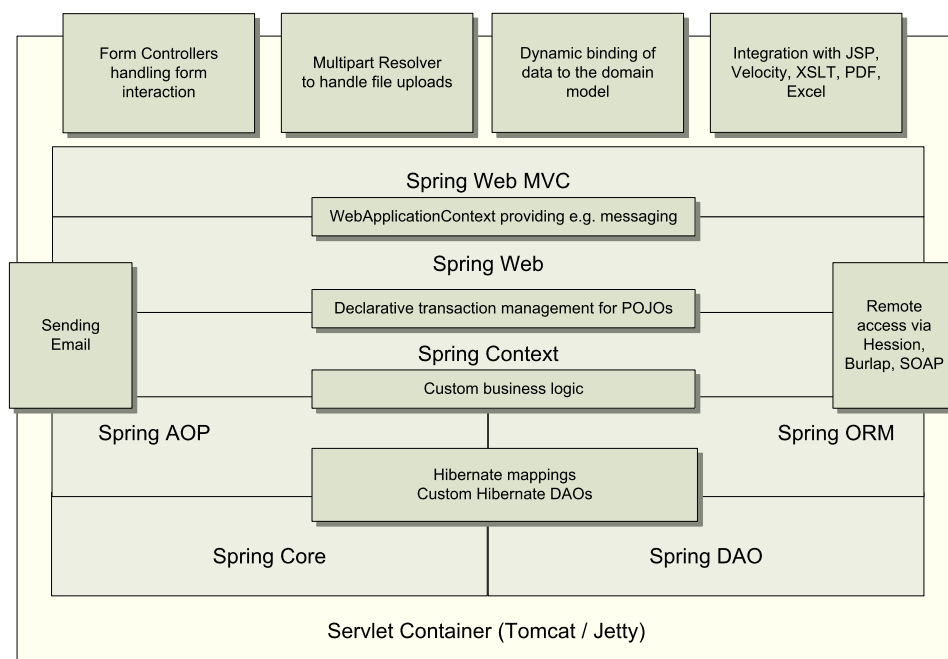 Form Controllers
handling form
interaction
Multipart Resolver
to handle file uploads
Dynamic binding of
data to the domain
model
Integration with JSP,
Velocity, XSLT, PDF,
Excel
Spring Web MVC
WebApplicationContext providing e.g. messaging
Spring Web
Sending
Email
Declarative transaction management for POJOs
Remote
access via
Hession,
Burlap, SOAP
Spring Context
Custom business logic
Spring AOP
Spring ORM
Hibernate mappings
Custom Hibernate DAOs
Spring Core
Spring DAO
Servlet Container (Tomcat / Jetty)